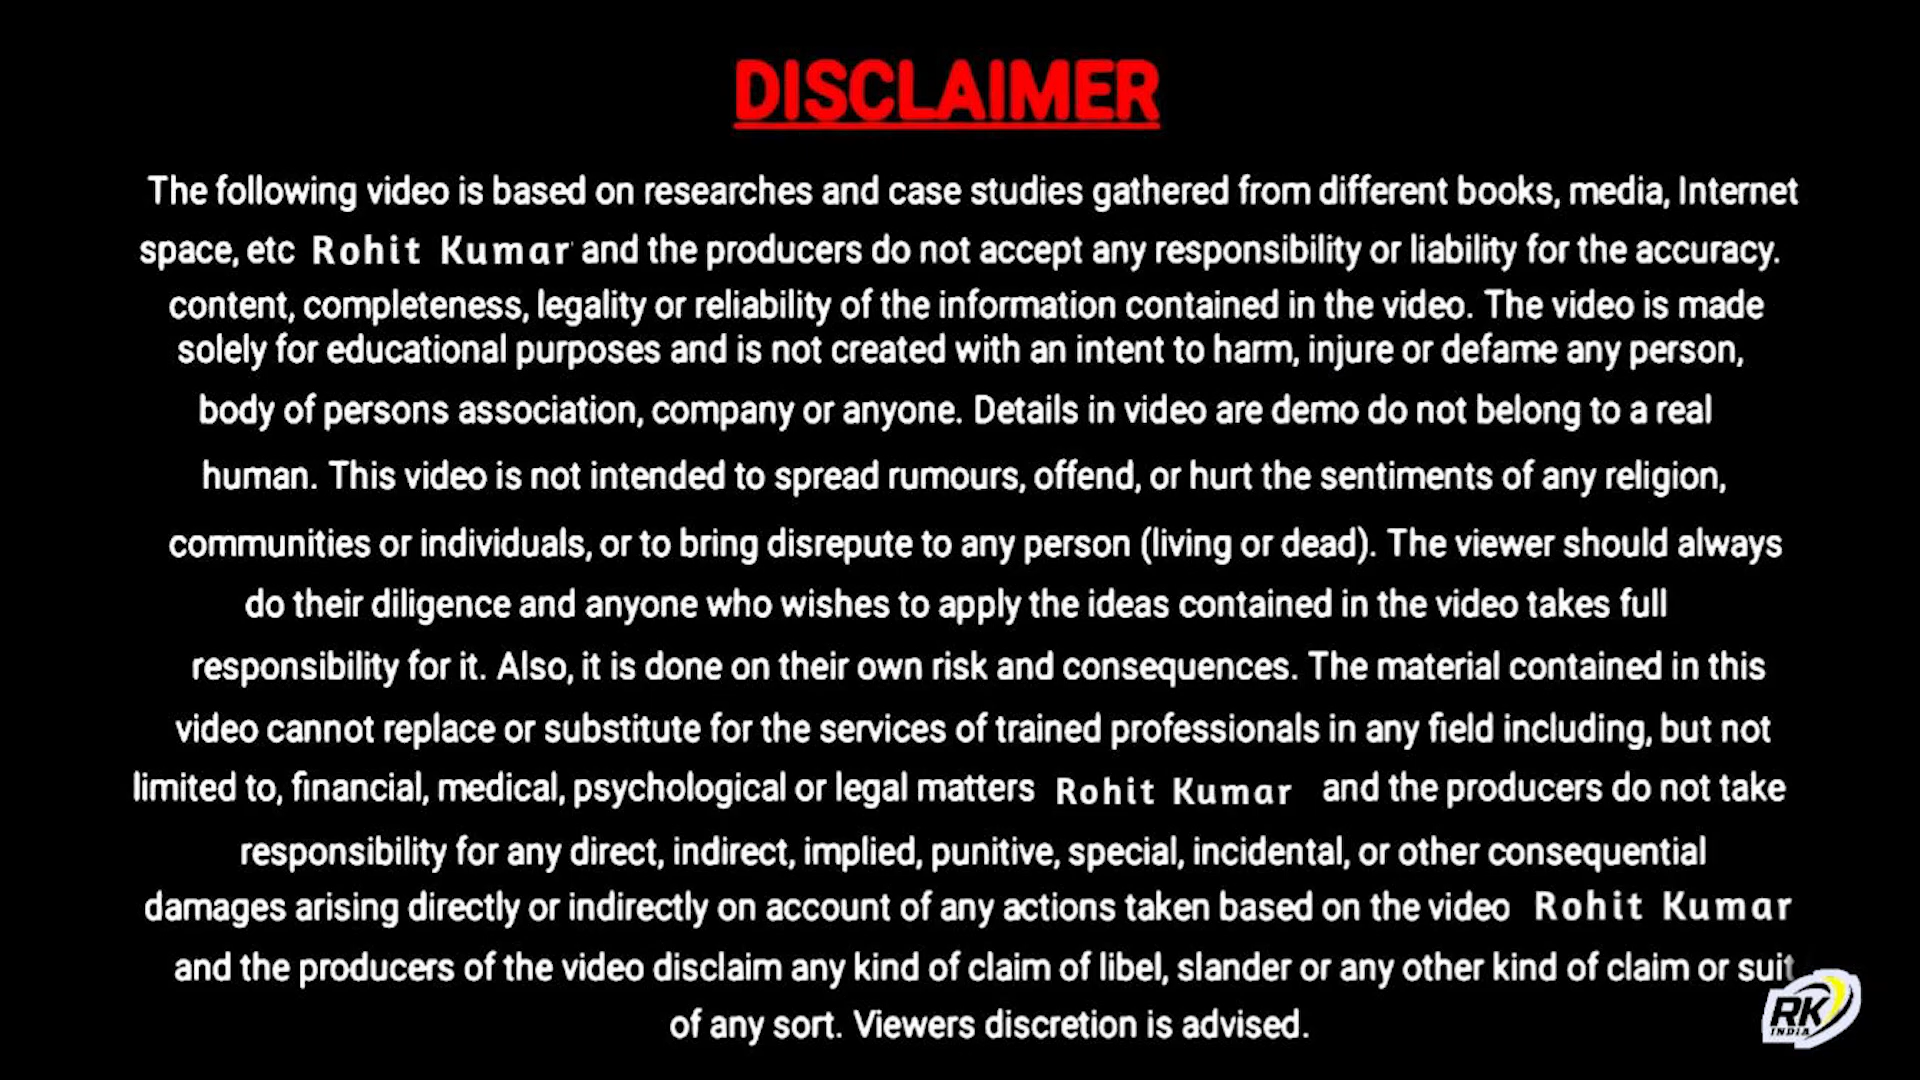 DISCLAIMER
The following video is based on researches and case studies gathered from different books, media, Internet
space, etc Rohit Kumar and the producers do not accept any responsibility or liability for the accuracy.
content, completeness, legality or reliability of the information contained in the video. The video is made
solely for educational purposes and is not created with an intent to harm, injure or defame any person,
body of persons association, company or anyone. Details in video are demo do not belong to a real
human. This video is not intended to spread rumours, offend, or hurt the sentiments of any religion,
communities or individuals, or to bring disrepute to any person (living or dead). The viewer should always
do their diligence and anyone who wishes to apply the ideas contained in the video takes full
responsibility for it. Also, it is done on their own risk and consequences. The material contained in this
video cannot replace or substitute for the services of trained professionals in any field including, but not
limited to, financial, medical, psychological or legal matters Rohit Kumar and the producers do not take
responsibility for any direct, indirect, implied, punitive, special, incidental, or other consequential
damages arising directly or indirectly on account of any actions taken based on the video Rohit Kumar
and the producers of the video disclaim any kind of claim of libel, slander or any other kind of claim or suit
of any sort. Viewers discretion is advised.
RK
INDIA